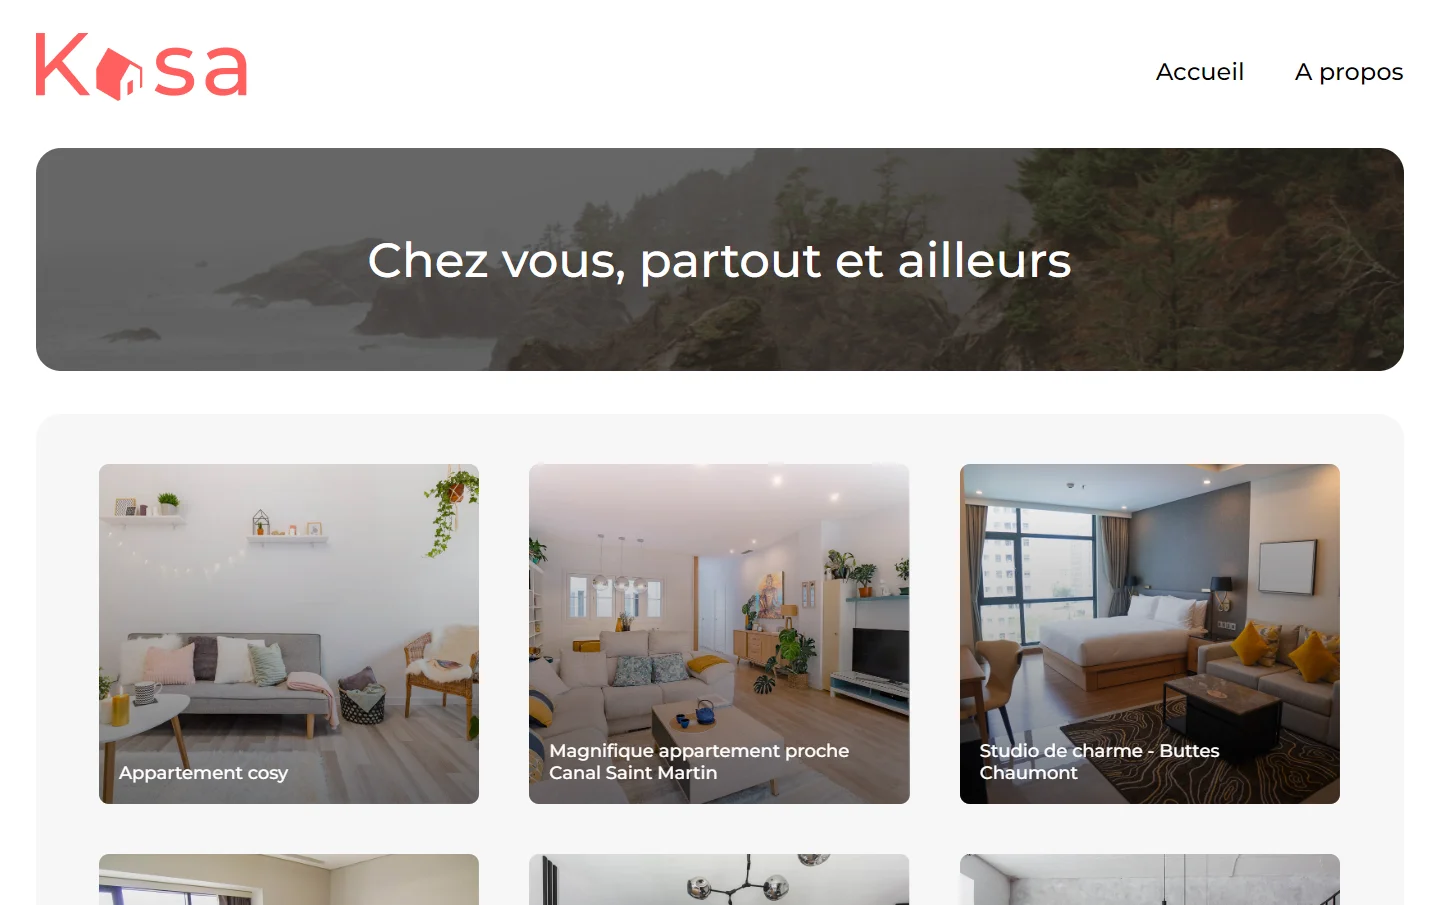 Kasa
Accueil
A propos
Chez vous, partout et ailleurs
Appartement cosy
Magnifique appartement proche
Canal Saint Martin
Studio de charme - Buttes
Chaumont